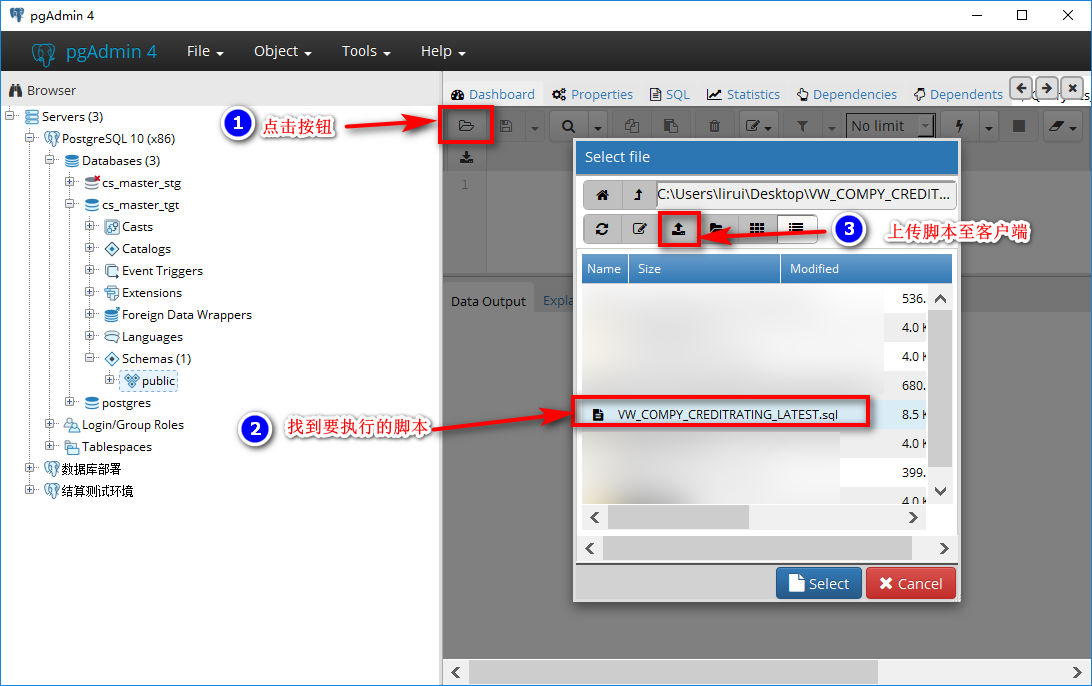 pgAdmin 4
pgAdmin 4 File Object Tools Help
Browser
Dashboard Properties SQL Statistics Dependencies Dependents
Servers (3)
PostgreSQL 10 (x86)
Databases (3)
cs_master_stg
cs_master_tgt
Casts
Catalogs
Event Triggers
Extensions
Foreign Data Wrappers
Languages
Schemas (1)
public
postgres
Login/Group Roles
Tablespaces
数据库部署
结算测试环境
1 点击按钮
No limit
1
Select file
C:\Users\lirui\Desktop\VW_COMPY_CREDIT...
3 上传脚本至客户端
Name Size Modified
Data Output Expla
536.
4.0 K
4.0 K
680.
VW_COMPY_CREDITRATING_LATEST.sql 8.5 K
2 找到要执行的脚本
4.0 K
399.
4.0 K
Select Cancel